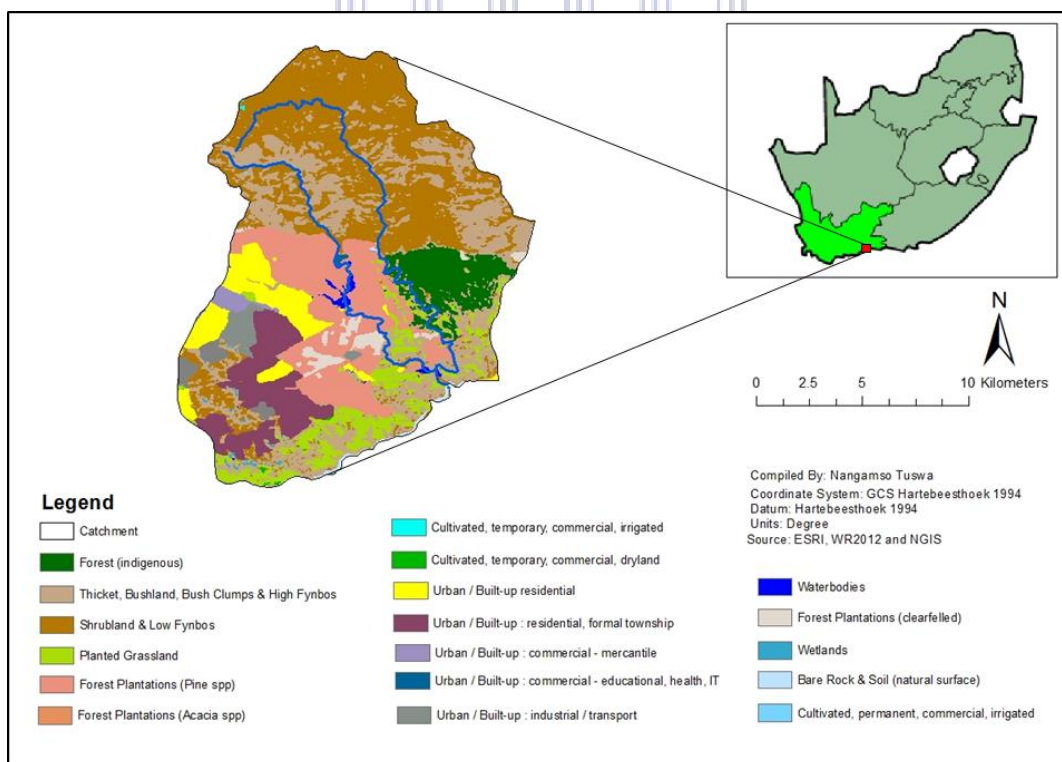 N
0 2.5 5 10 Kilometers
Compiled By: Nangamso Tuswa
Coordinate System: GCS Hartebeesthoek 1994
Datum: Hartebeesthoek 1994
Units: Degree
Source: ESRI, WR2012 and NGIS
Legend
Catchment
Forest (indigenous)
Thicket, Bushland, Bush Clumps & High Fynbos
Shrubland & Low Fynbos
Planted Grassland
Forest Plantations (Pine spp)
Forest Plantations (Acacia spp)
Cultivated, temporary, commercial, irrigated
Cultivated, temporary, commercial, dryland
Urban / Built-up residential
Urban / Built-up : residential, formal township
Urban / Built-up : commercial - mercantile
Urban / Built-up : commercial - educational, health, IT
Urban / Built-up : industrial / transport
Waterbodies
Forest Plantations (clearfelled)
Wetlands
Bare Rock & Soil (natural surface)
Cultivated, permanent, commercial, irrigated